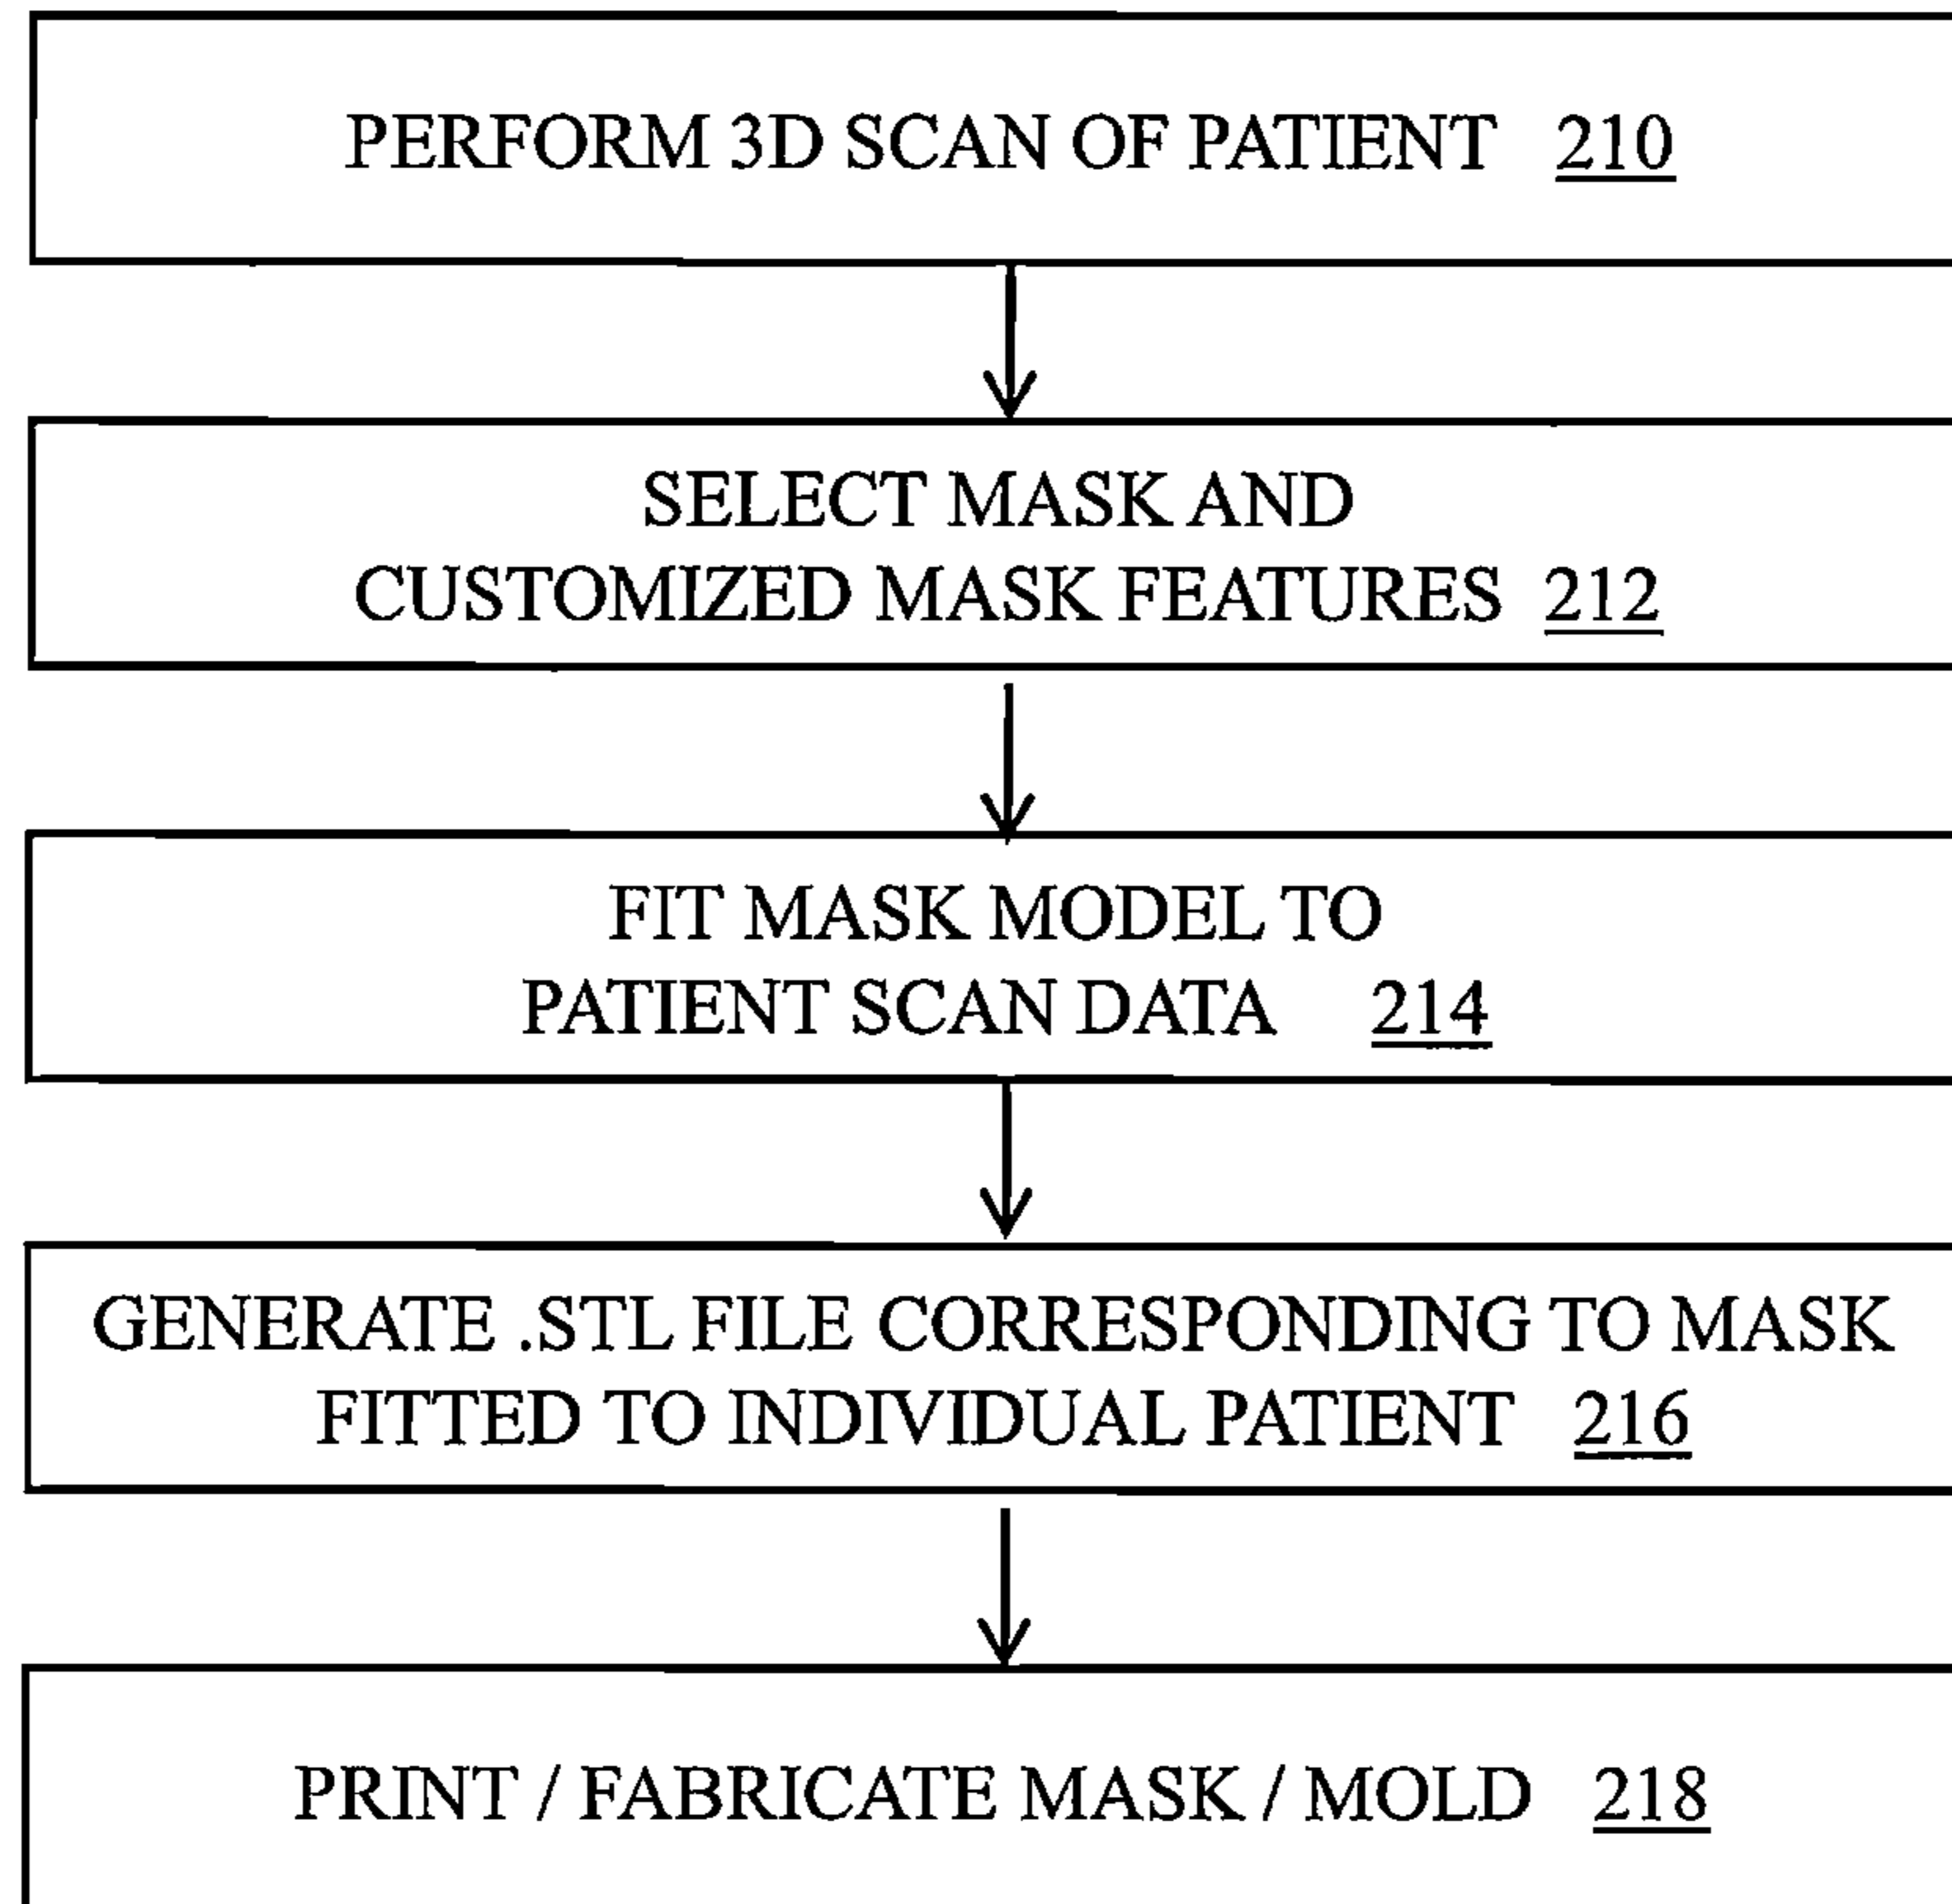 PERFORM 3D SCAN OF PATIENT 210
SELECT MASK AND
CUSTOMIZED MASK FEATURES 212
FIT MASK MODEL TO
PATIENT SCAN DATA 214
GENERATE .STL FILE CORRESPONDING TO MASK
FITTED TO INDIVIDUAL PATIENT 216
PRINT / FABRICATE MASK / MOLD 218